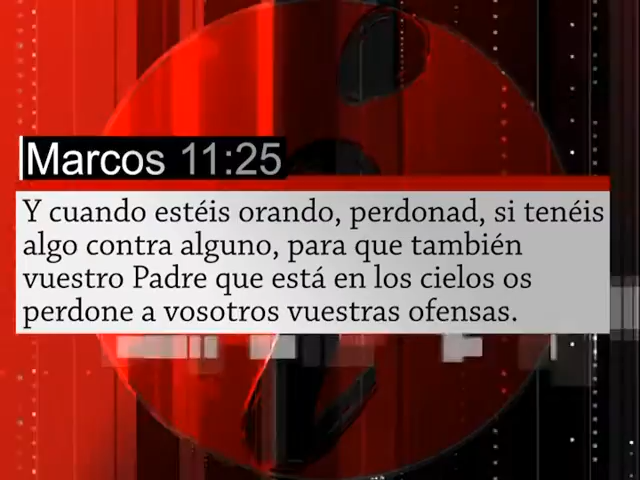 Marcos 11:25
Y cuando estéis orando, perdonad, si tenéis
algo contra alguno, para que también
vuestro Padre que está en los cielos os
perdone a vosotros vuestras ofensas.